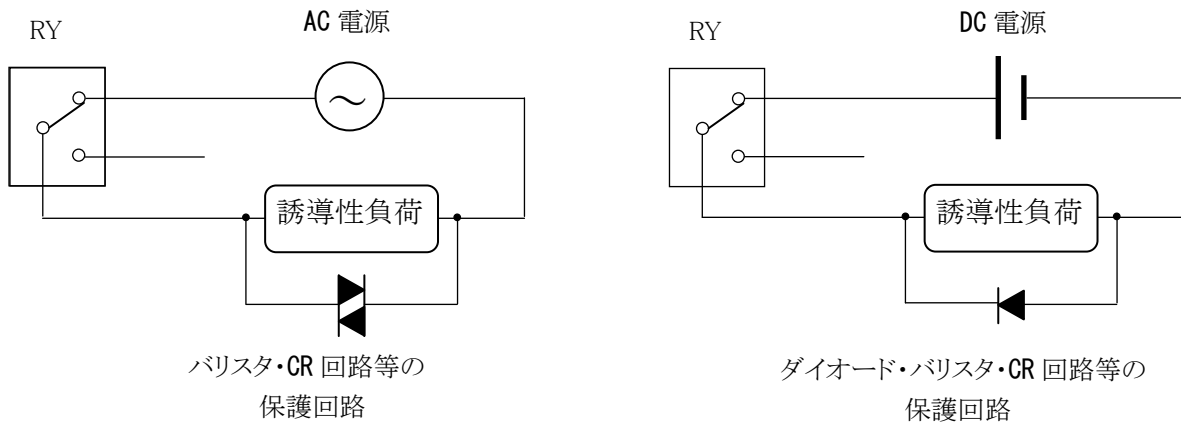 RY
AC 電源
誘導性負荷
バリスタ・CR 回路等の
保護回路
RY
DC 電源
誘導性負荷
ダイオード・バリスタ・CR 回路等の
保護回路